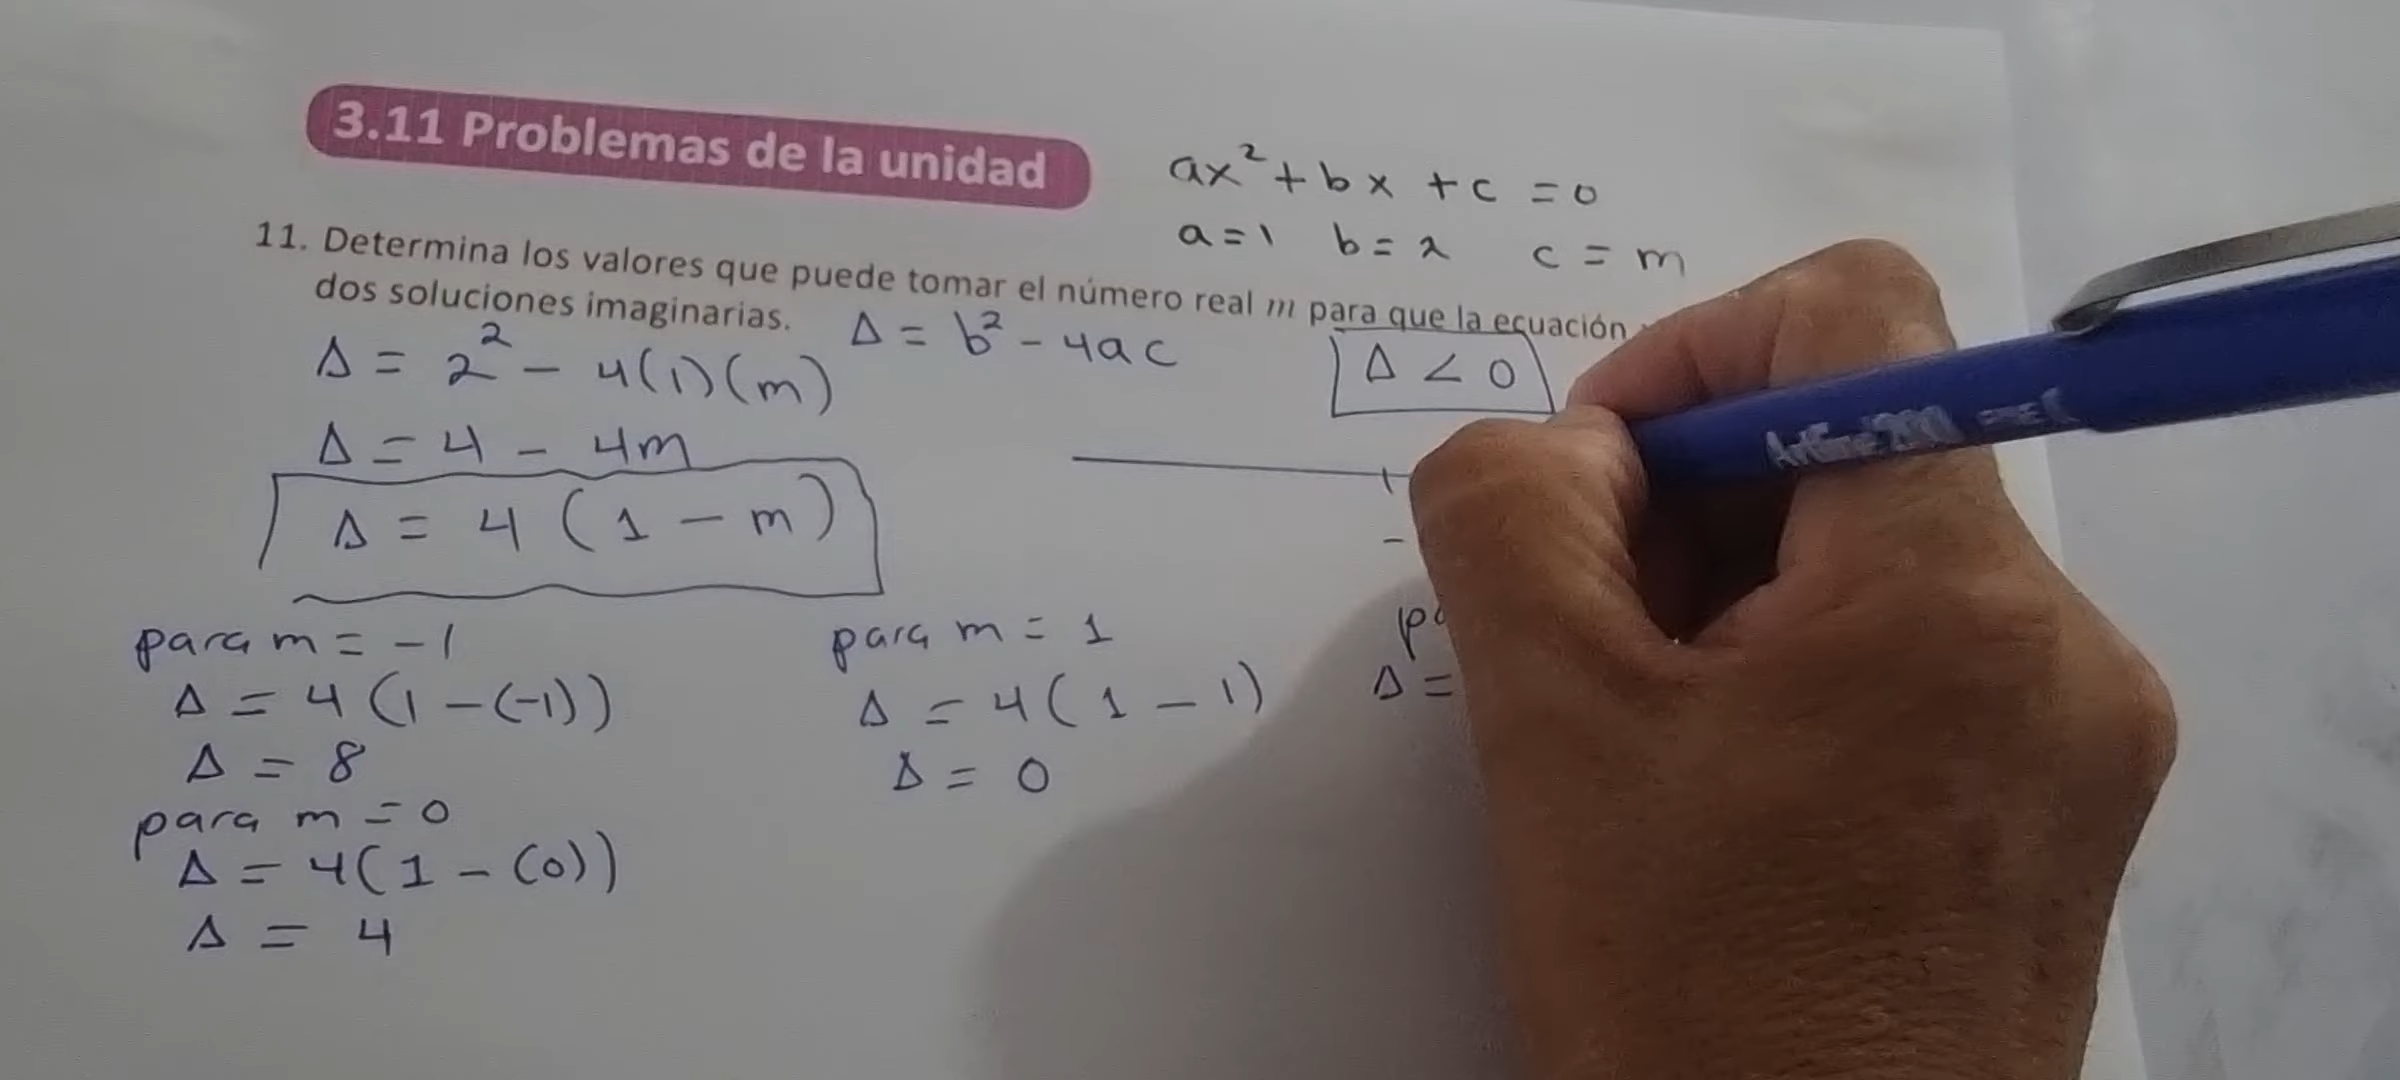 3.11 Problemas de la unidad
ax² + bx + c = 0
a = 1 b = 2 c = m
11. Determina los valores que puede tomar el número real m para que la ecuación
dos soluciones imaginarias.
Δ = b² - 4ac
Δ < 0
Δ = 2² - 4(1)(m)
Δ = 4 - 4m
Δ = 4 (1 - m)
-
para m = -1
Δ = 4 (1 - (-1))
Δ = 8
para m = 0
Δ = 4(1 - (0))
Δ = 4
para m = 1
Δ = 4(1 - 1)
Δ = 0
Δ =